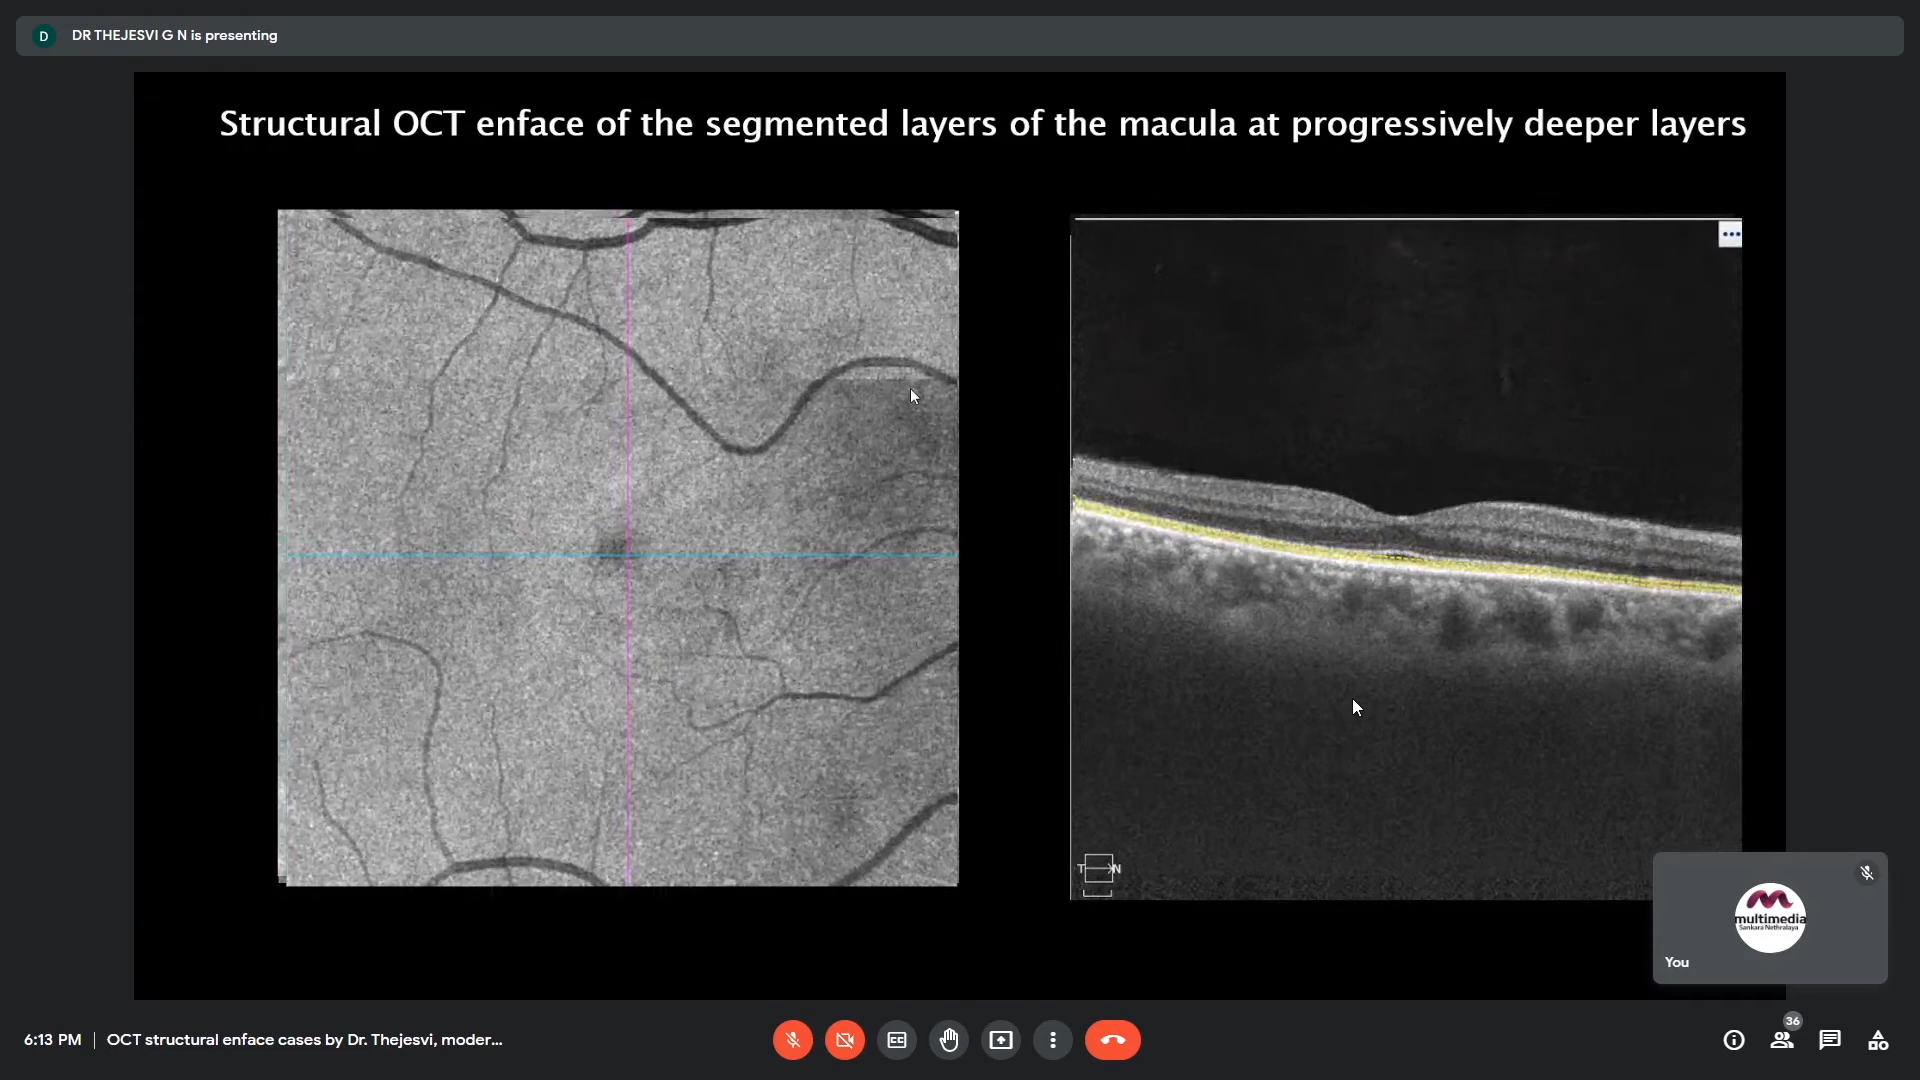 D DR THEJESVI G N is presenting
Structural OCT enface of the segmented layers of the macula at progressively deeper layers
T N
multimedia
Sankara Nethralaya
You
36
6:13 PM | OCT structural enface cases by Dr. Thejesvi, moder...